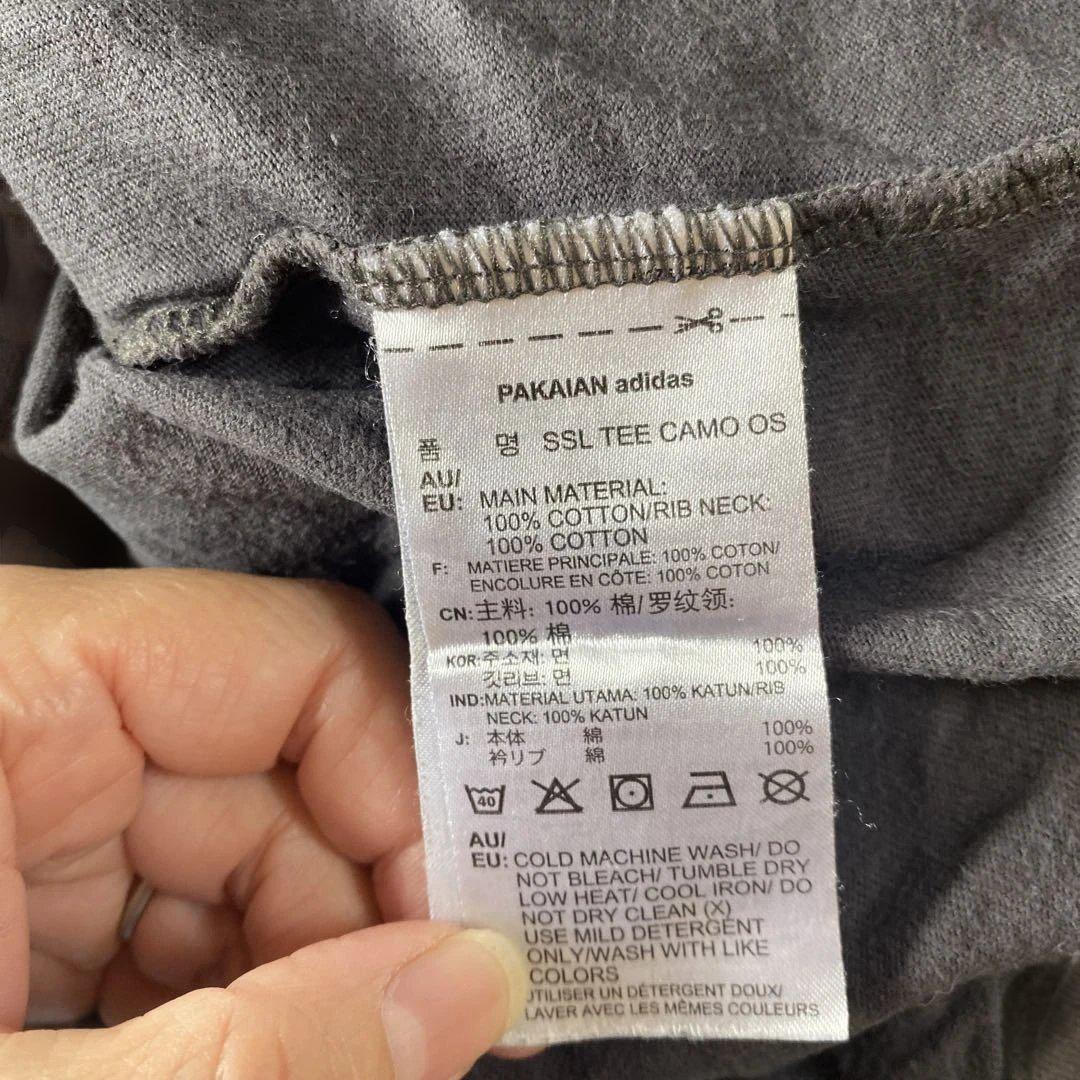 PAKAIAN adidas
품 명 SSL TEE CAMO OS
AU/
EU: MAIN MATERIAL:
100% COTTON/RIB NECK:
100% COTTON
F: MATIERE PRINCIPALE: 100% COTON/
ENCOLURE EN CÔTE: 100% COTON
CN: 主料: 100% 棉/罗纹领:
100% 棉
KOR: 주소재: 면 100%
깃리브: 면 100%
IND: MATERIAL UTAMA: 100% KATUN/RIB
NECK: 100% KATUN
J: 本体 綿 100%
衿リブ 綿 100%
40
AU/
EU: COLD MACHINE WASH/ DO
NOT BLEACH/ TUMBLE DRY
LOW HEAT/ COOL IRON/ DO
NOT DRY CLEAN (X)
USE MILD DETERGENT
ONLY/WASH WITH LIKE
COLORS
UTILISER UN DÉTERGENT DOUX/
LAVER AVEC LES MÊMES COULEURS